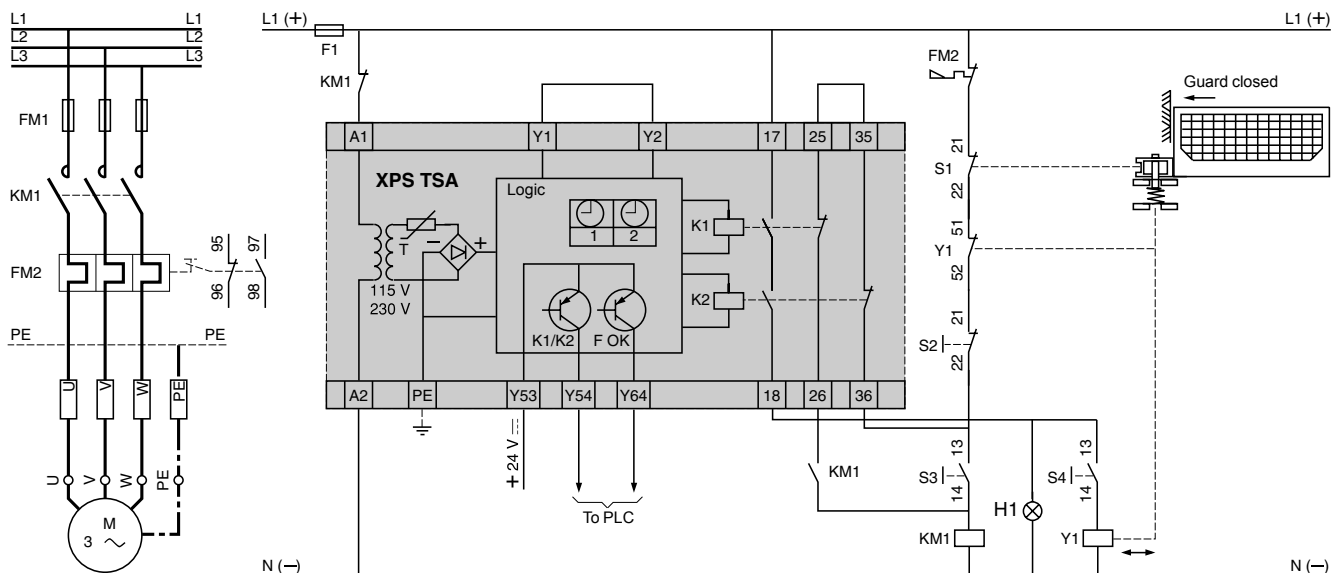 L1 L1
L2 L2
L3 L3
FM1
KM1
FM2
95 97
96 98
PE PE
U V W PE
U V W PE
M
3 ~
L1 (+) L1 (+)
F1
KM1
FM2
Guard closed
A1 Y1 Y2 17 25 35
XPS TSA
Logic
1 2
K1
T − +
K2
115 V
230 V
K1/K2 F OK
A2 PE Y53 Y54 Y64 18 26 36
+ 24 V
To PLC
KM1
21
S1
22
51
Y1
52
21
S2
22
13 13
S3 S4
14 14
H1
KM1 Y1
N (−) N (−)